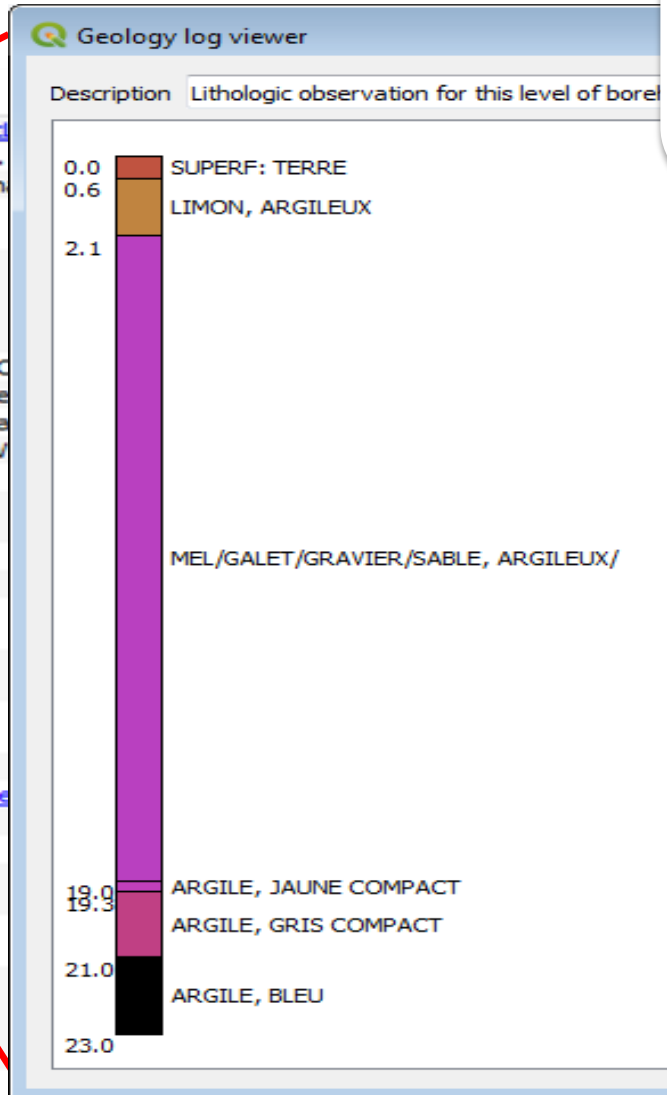 Geology log viewer
Description Lithologic observation for this level of
0.0 SUPERF: TERRE
0.6
LIMON, ARGILEUX
2.1
MEL/GALET/GRAVIER/SABLE, ARGILEUX/
19.0 ARGILE, JAUNE COMPACT
19.3
ARGILE, GRIS COMPACT
21.0
ARGILE, BLEU
23.0